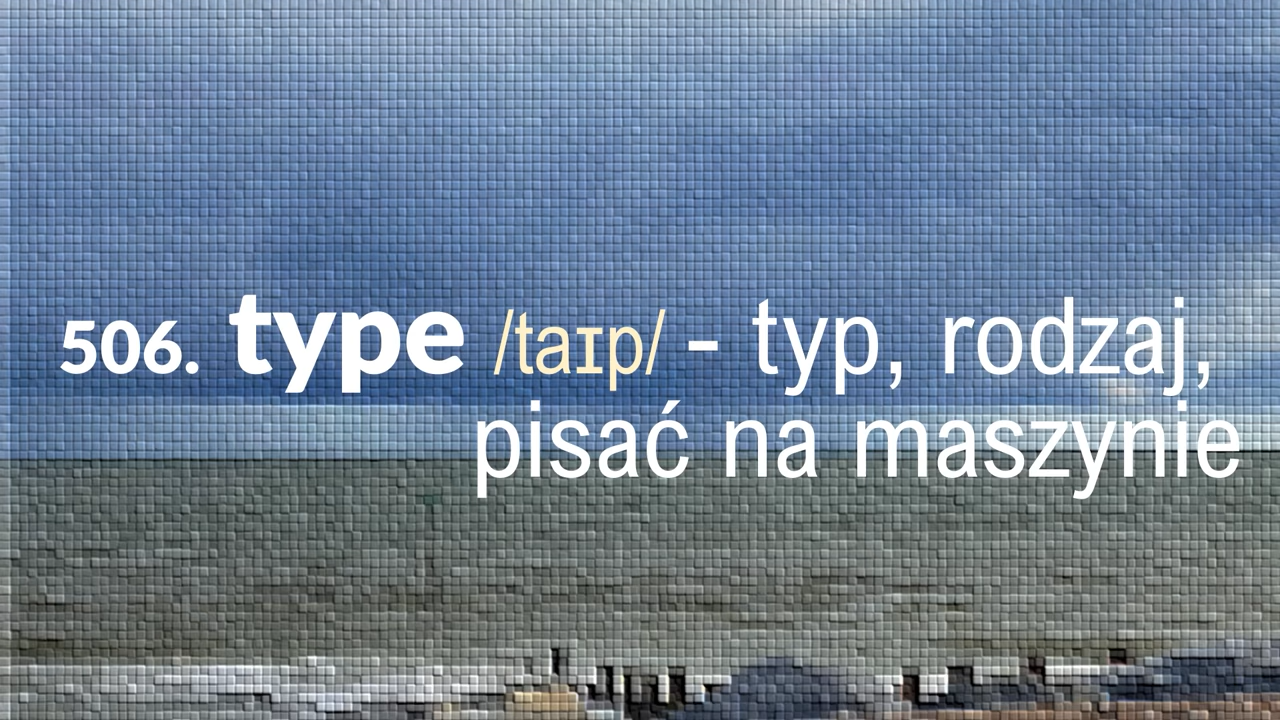 506. type /taɪp/ - typ, rodzaj,
pisać na maszynie